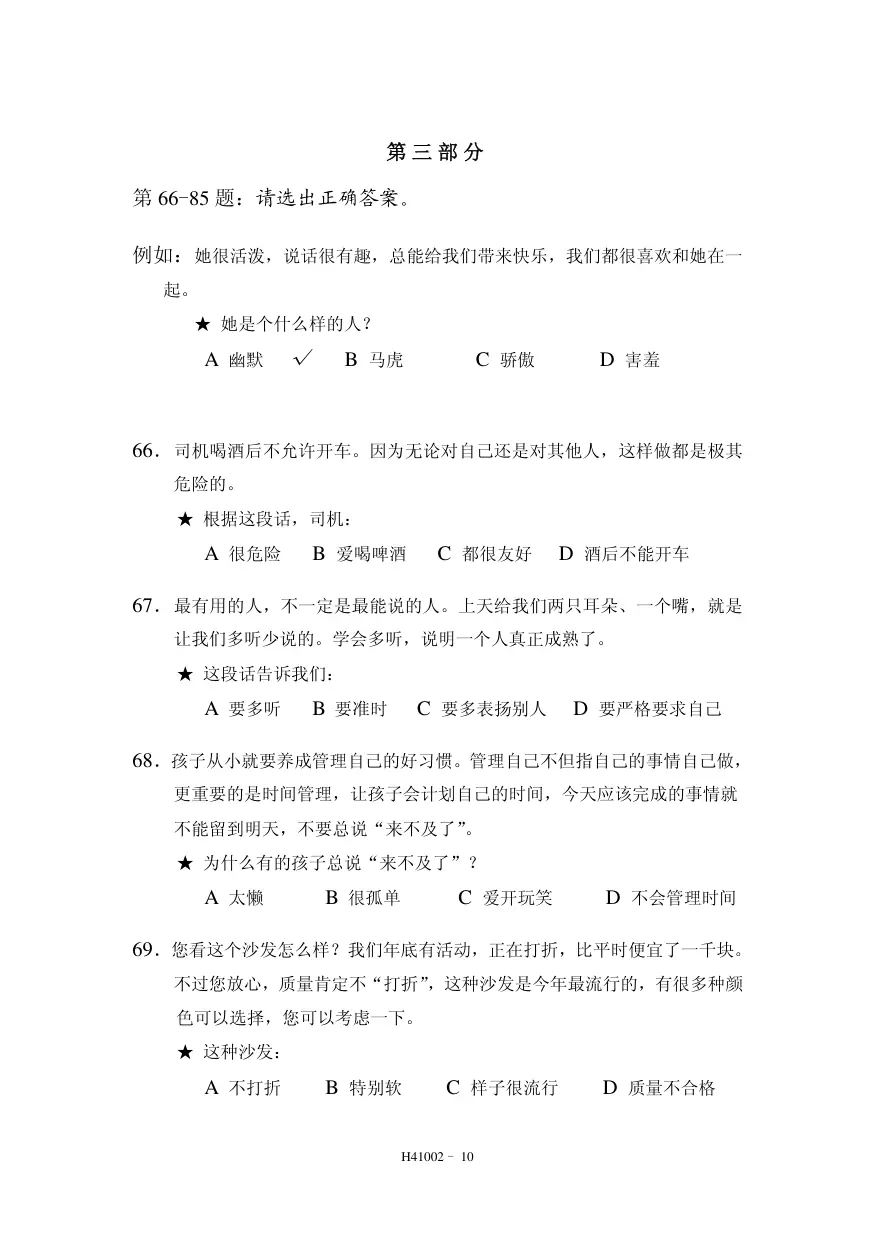 第三部分
第 66-85 题：请选出正确答案。
例如：她很活泼，说话很有趣，总能给我们带来快乐，我们都很喜欢和她在一
起。
★ 她是个什么样的人？
A 幽默 √ B 马虎 C 骄傲 D 害羞
66．司机喝酒后不允许开车。因为无论对自己还是对其他人，这样做都是极其
危险的。
★ 根据这段话，司机：
A 很危险 B 爱喝啤酒 C 都很友好 D 酒后不能开车
67．最有用的人，不一定是最能说的人。上天给我们两只耳朵、一个嘴，就是
让我们多听少说的。学会多听，说明一个人真正成熟了。
★ 这段话告诉我们：
A 要多听 B 要准时 C 要多表扬别人 D 要严格要求自己
68．孩子从小就要养成管理自己的好习惯。管理自己不但指自己的事情自己做，
更重要的是时间管理，让孩子会计划自己的时间，今天应该完成的事情就
不能留到明天，不要总说“来不及了”。
★ 为什么有的孩子总说“来不及了”？
A 太懒 B 很孤单 C 爱开玩笑 D 不会管理时间
69．您看这个沙发怎么样？我们年底有活动，正在打折，比平时便宜了一千块。
不过您放心，质量肯定不“打折”，这种沙发是今年最流行的，有很多种颜
色可以选择，您可以考虑一下。
★ 这种沙发：
A 不打折 B 特别软 C 样子很流行 D 质量不合格
H41002 - 10